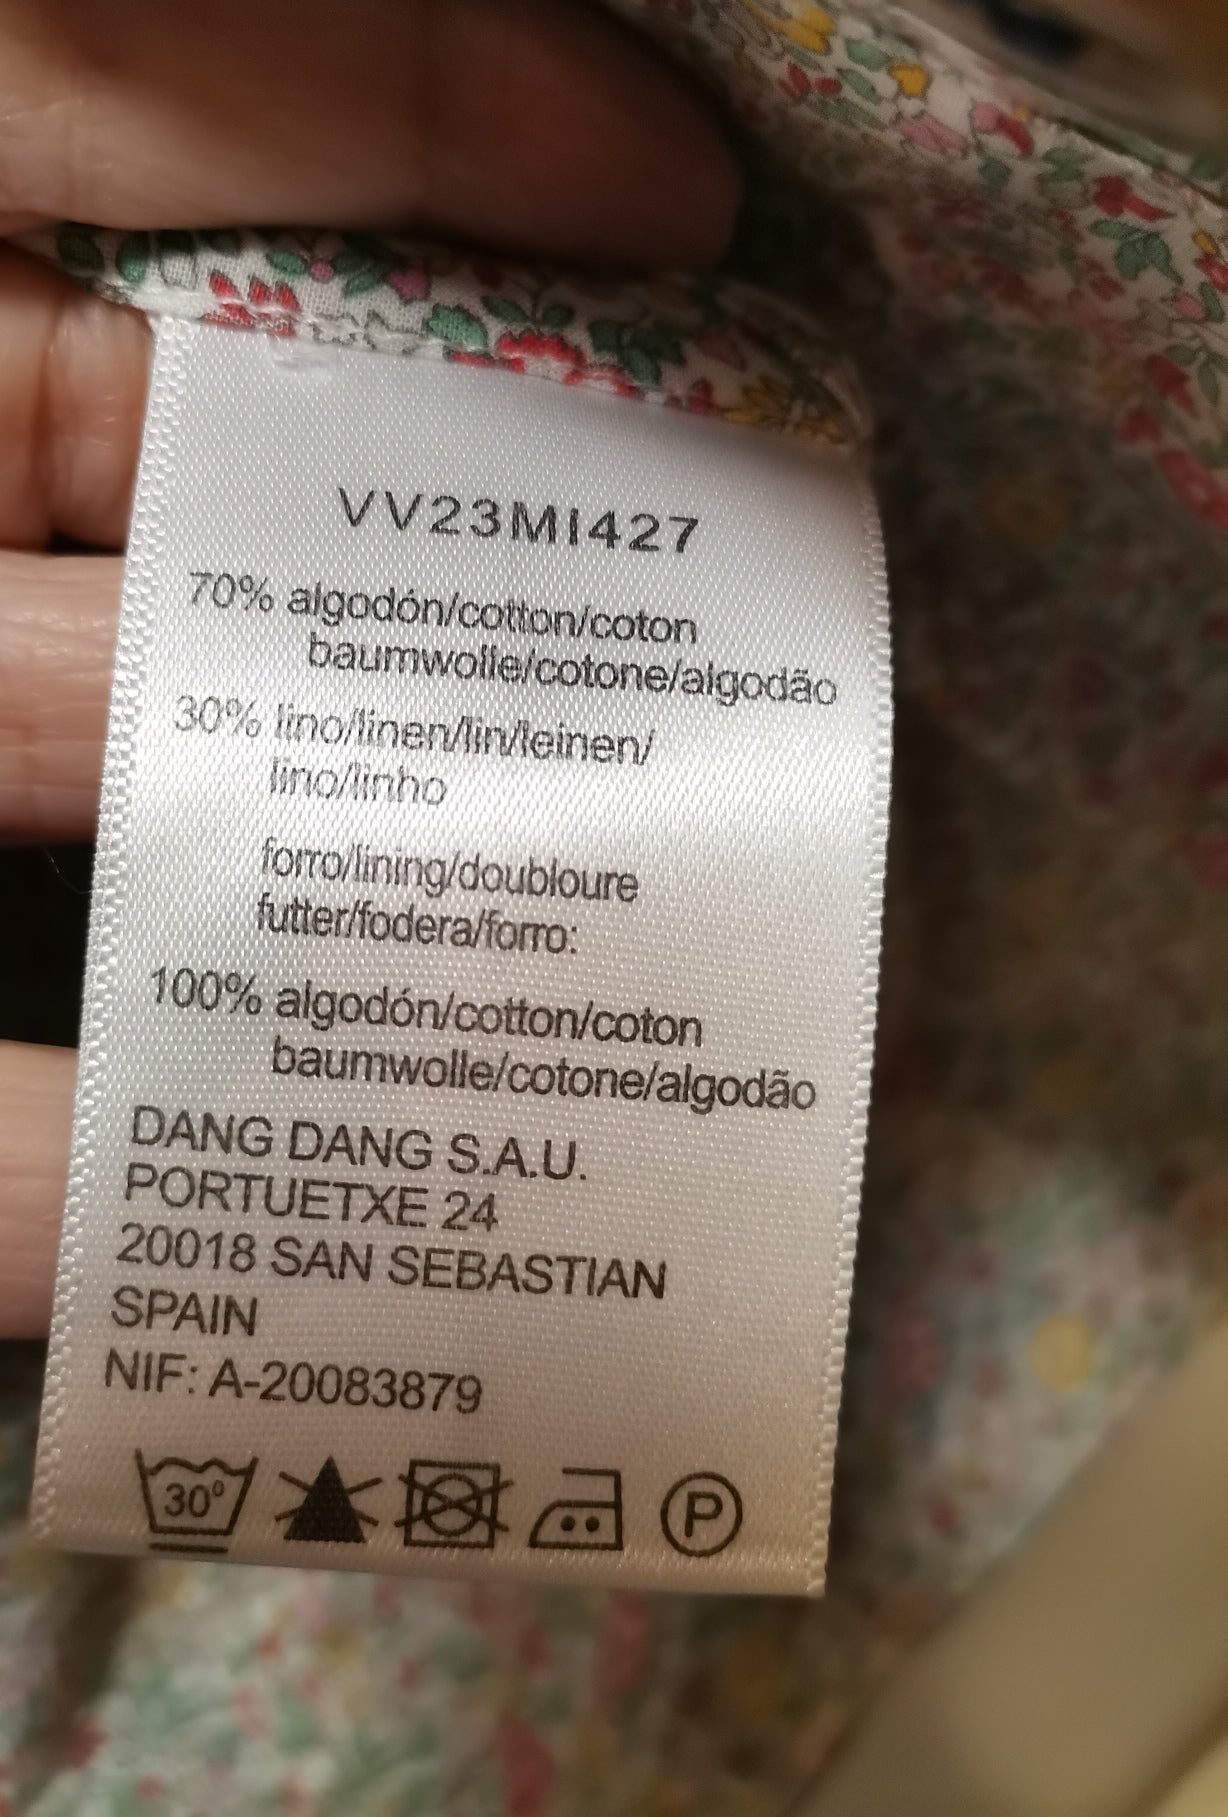 VV23MI427
70% algodón/cotton/coton
baumwolle/cotone/algodão
30% lino/linen/lin/leinen/
lino/linho
forro/lining/doubloure
futter/fodera/forro:
100% algodón/cotton/coton
baumwolle/cotone/algodão
DANG DANG S.A.U.
PORTUETXE 24
20018 SAN SEBASTIAN
SPAIN
NIF: A-20083879
30º P